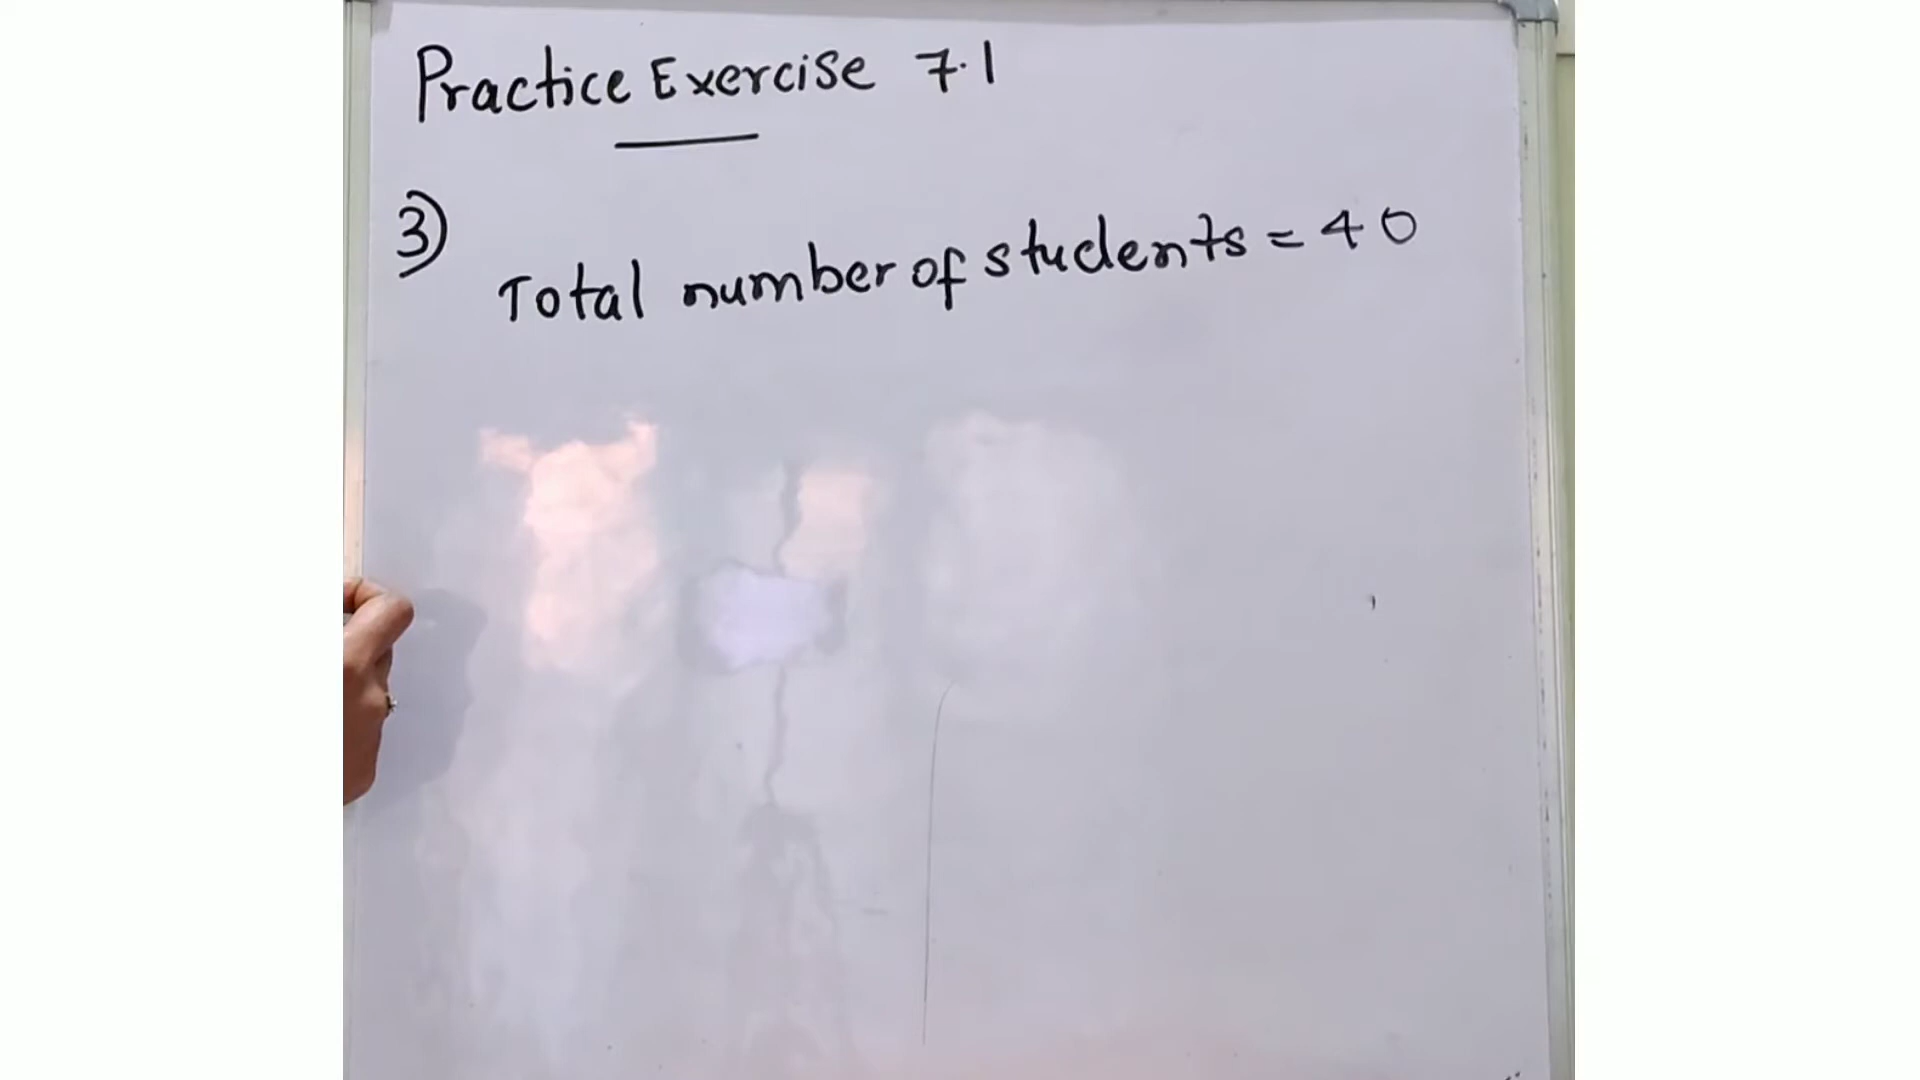 Practice Exercise 7.1
3)
Total number of students = 40